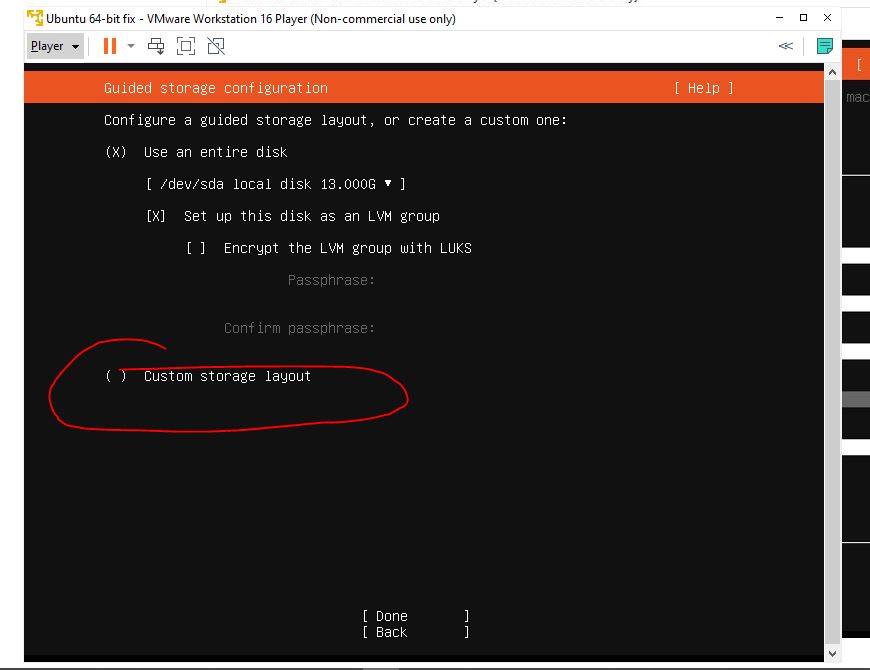 Ubuntu 64-bit fix - VMware Workstation 16 Player (Non-commercial use only)
Player
Guided storage configuration [ Help ]
[
mac
Configure a guided storage layout, or create a custom one:
(X) Use an entire disk
[ /dev/sda local disk 13.000G ▾ ]
[X] Set up this disk as an LVM group
[ ] Encrypt the LVM group with LUKS
Passphrase:
Confirm passphrase:
( ) Custom storage layout
[ Done ]
[ Back ]